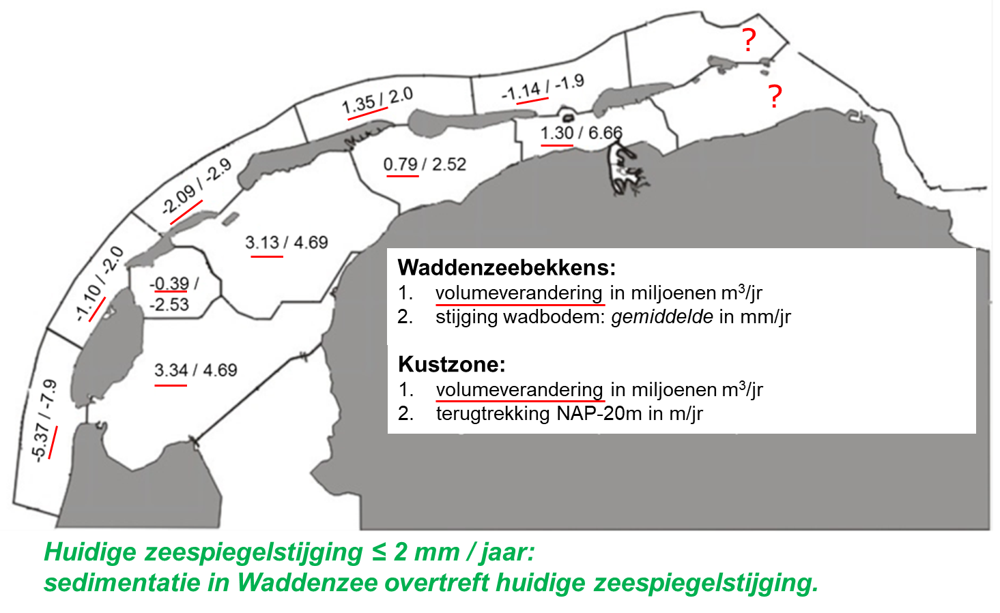 ?
?
1.35 / 2.0
-1.14 / -1.9
1.30 / 6.66
0.79 / 2.52
-2.09 / -2.9
3.13 / 4.69
-1.10 / -2.0
-0.39 /
-2.53
3.34 / 4.69
-5.37 / -7.9
Waddenzeebekkens:
1. volumeverandering in miljoenen m³/jr
2. stijging wadbodem: gemiddelde in mm/jr
Kustzone:
1. volumeverandering in miljoenen m³/jr
2. terugtrekking NAP-20m in m/jr
Huidige zeespiegelstijging ≤ 2 mm / jaar:
sedimentatie in Waddenzee overtreft huidige zeespiegelstijging.